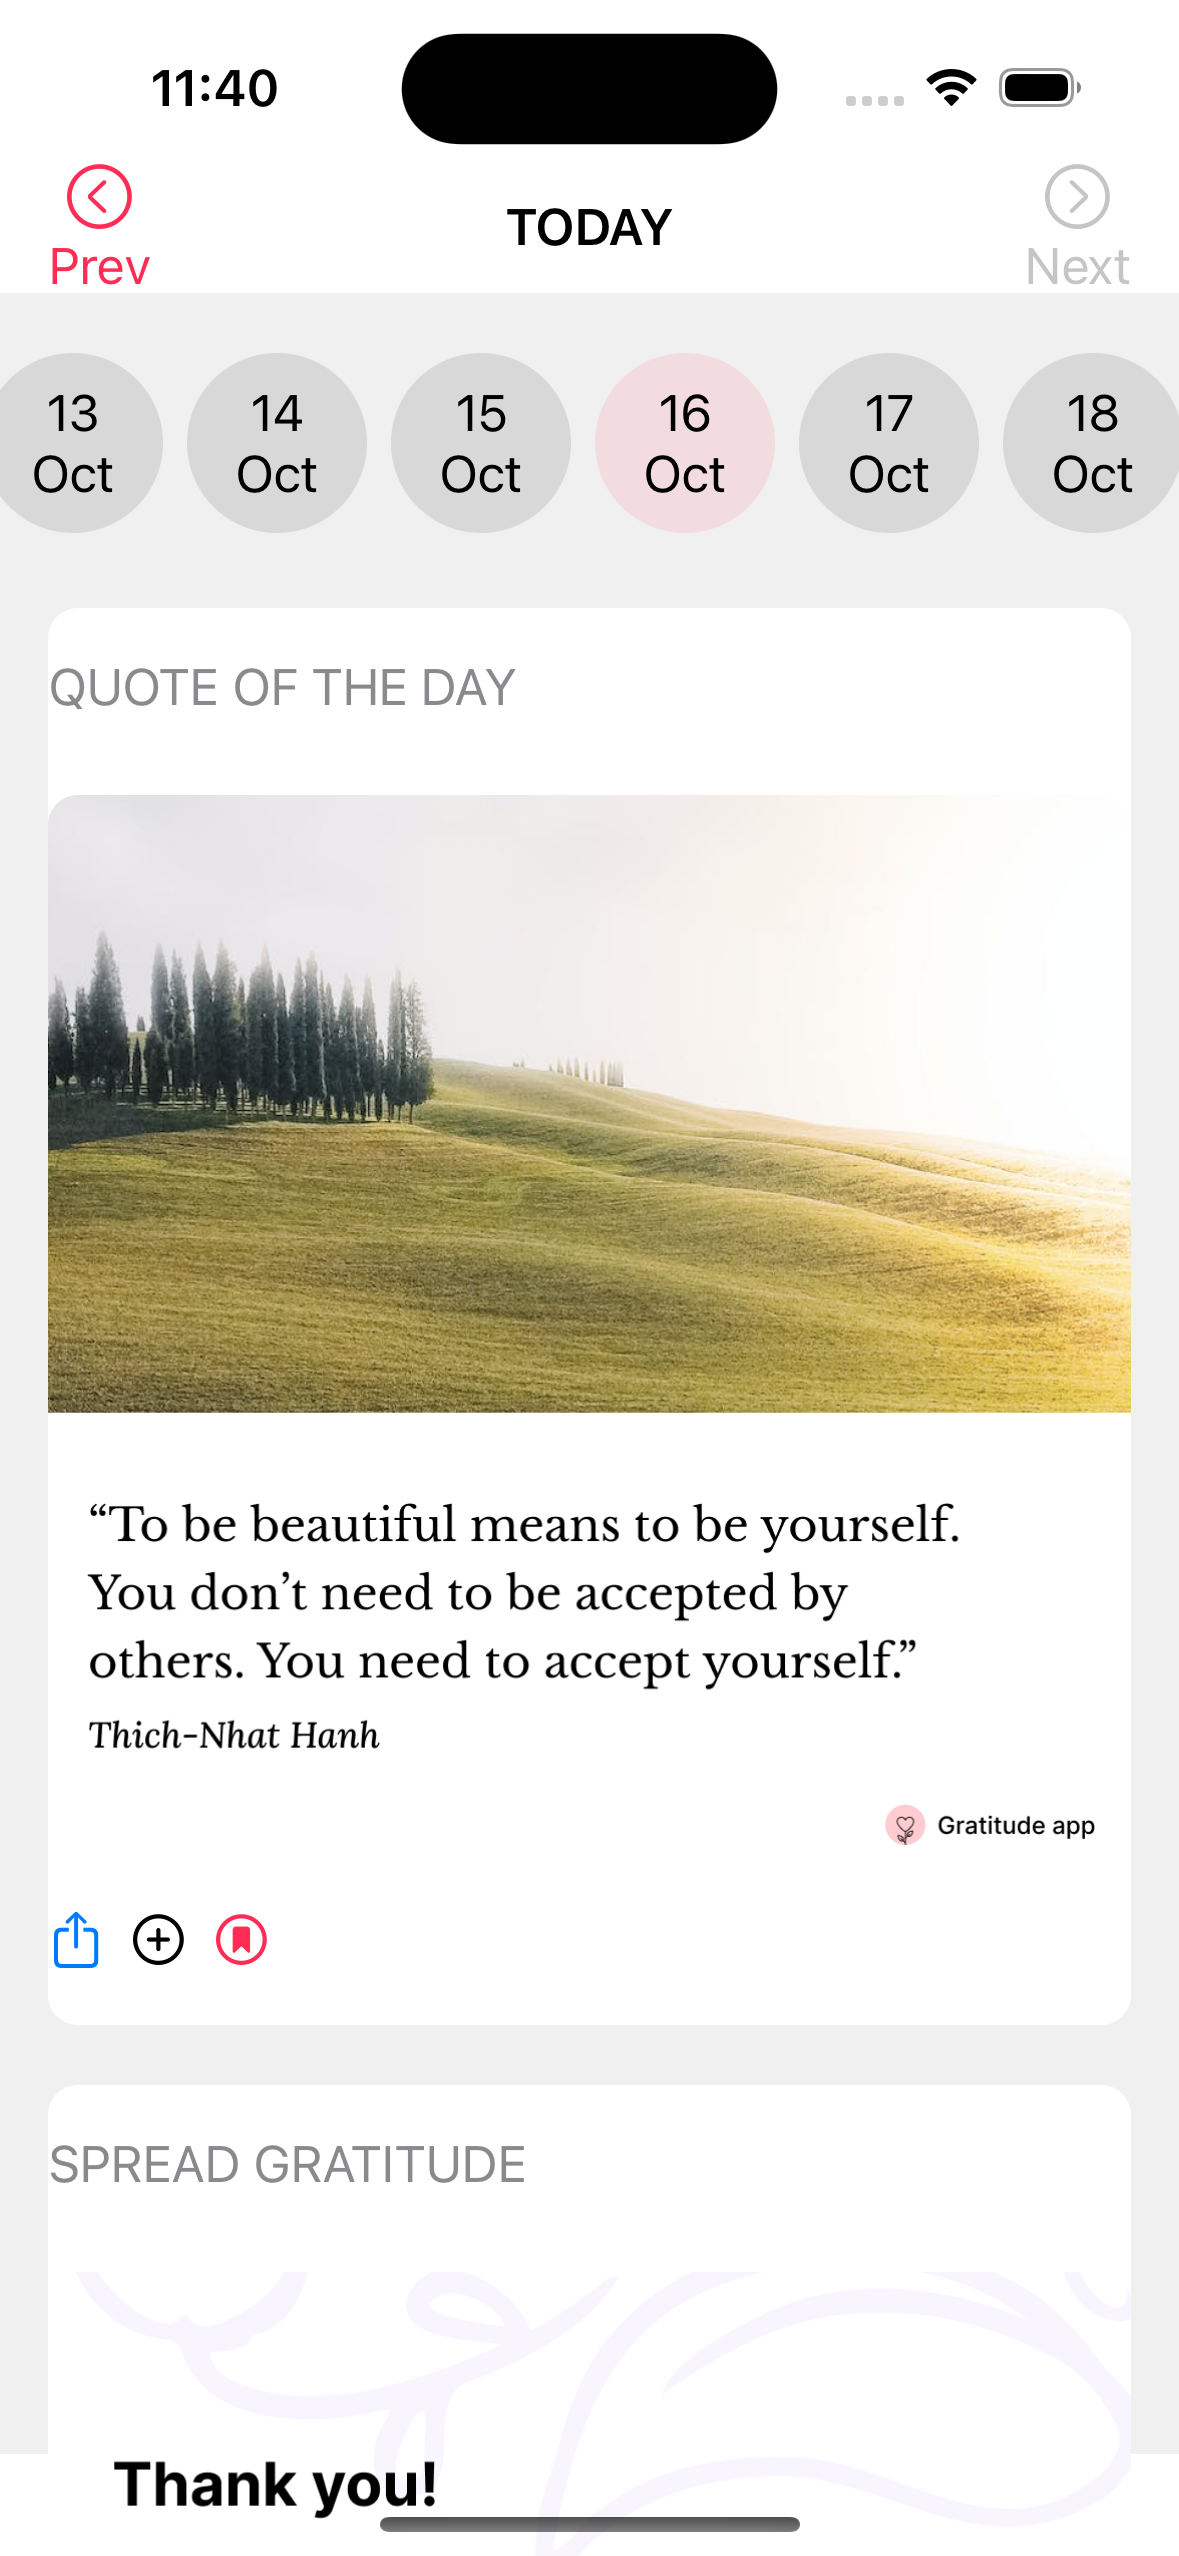 11:40
Prev
TODAY
Next
13 Oct
14 Oct
15 Oct
16 Oct
17 Oct
18 Oct
QUOTE OF THE DAY
“To be beautiful means to be yourself.
You don’t need to be accepted by
others. You need to accept yourself.”
Thich-Nhat Hanh
Gratitude app
SPREAD GRATITUDE
Thank you!